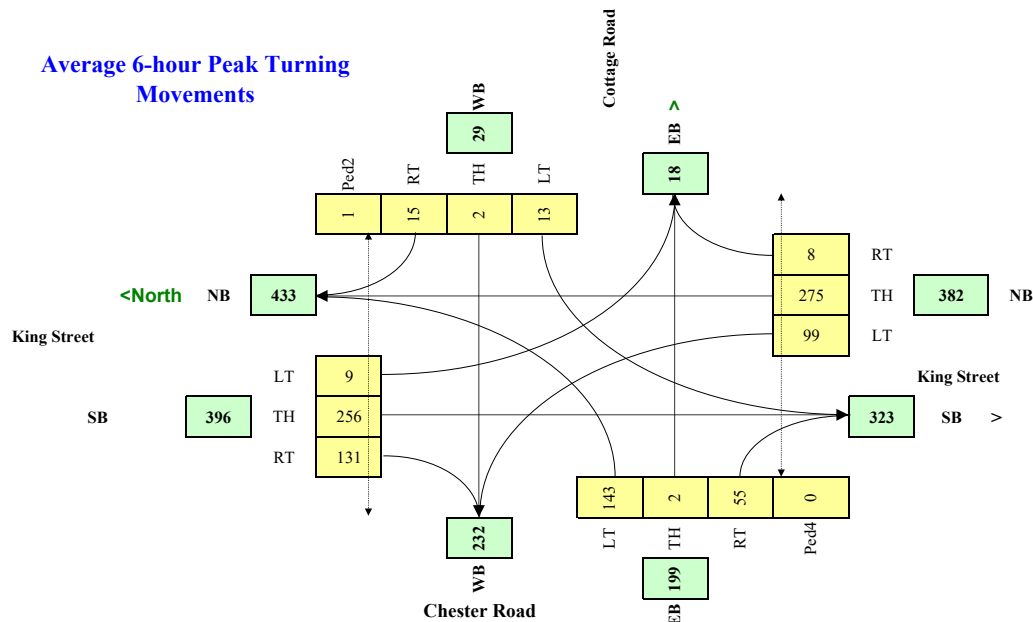 Average 6-hour Peak Turning
Movements
Cottage Road
WB
29
^
EB
18
Ped2
RT
TH
LT
1
15
2
13
8
RT
<North
NB
433
275
TH
382
NB
99
LT
King Street
LT
9
King Street
SB
396
TH
256
323
SB
>
RT
131
143
2
55
0
LT
TH
RT
Ped4
232
WB
199
EB
Chester Road